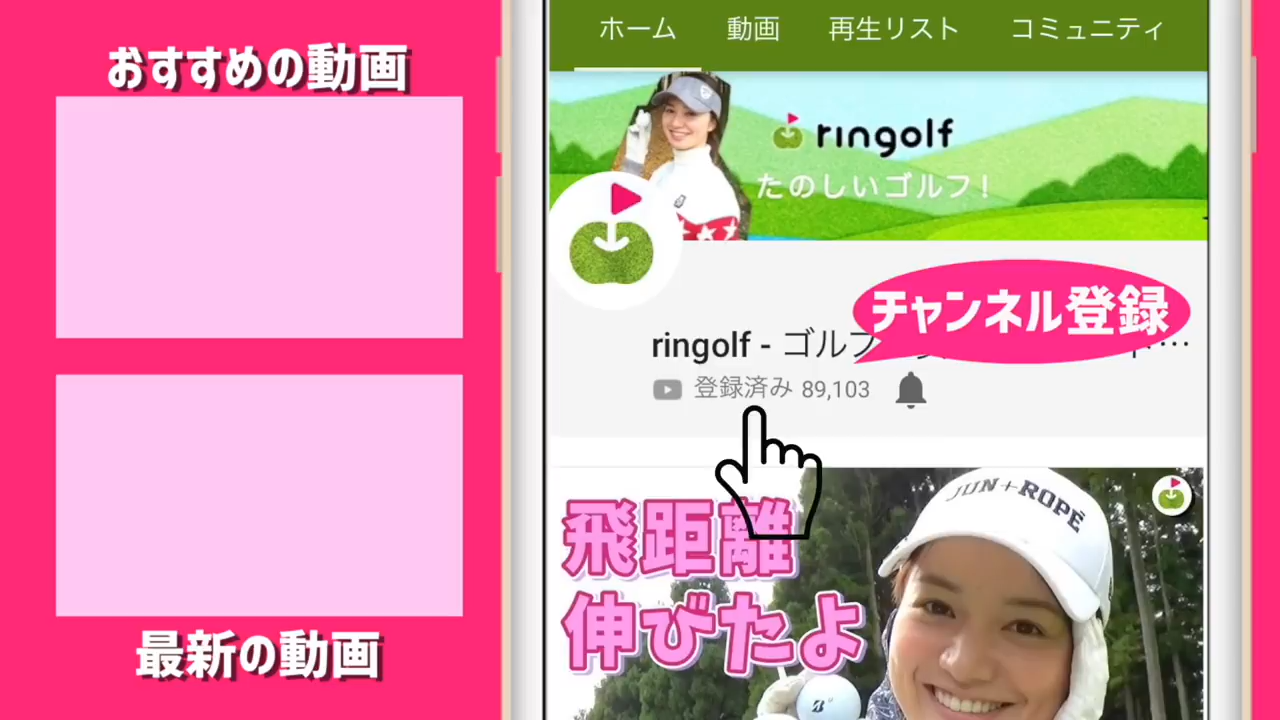 おすすめの動画
最新の動画
ホーム 動画 再生リスト コミュニティ
ringolf
たのしいゴルフ!
チャンネル登録
ringolf - ゴルフ
登録済み 89,103
JUN+ROPÉ
飛距離
伸びたよ
B